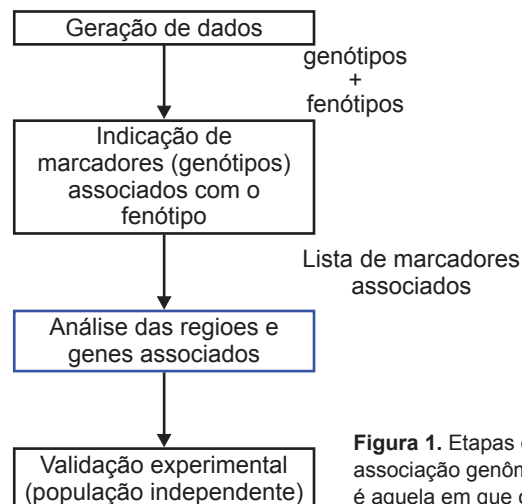 Geração de dados
genótipos
+
fenótipos
Indicação de
marcadores (genótipos)
associados com o
fenótipo
Lista de marcadores
associados
Análise das regioes e
genes associados
Validação experimental
(população independente)
Figura 1. Etapas
associação genôm
é aquela em que